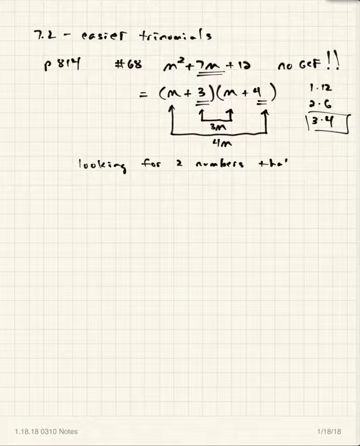 7.2 - easier trinomials
p 814 #68 m² + 7m + 12 no GCF!!
= (m + 3)(m + 4)
1·12
2·6
3·4
3m
4m
looking for 2 numbers tha
1.18.18 0310 Notes 1/18/18